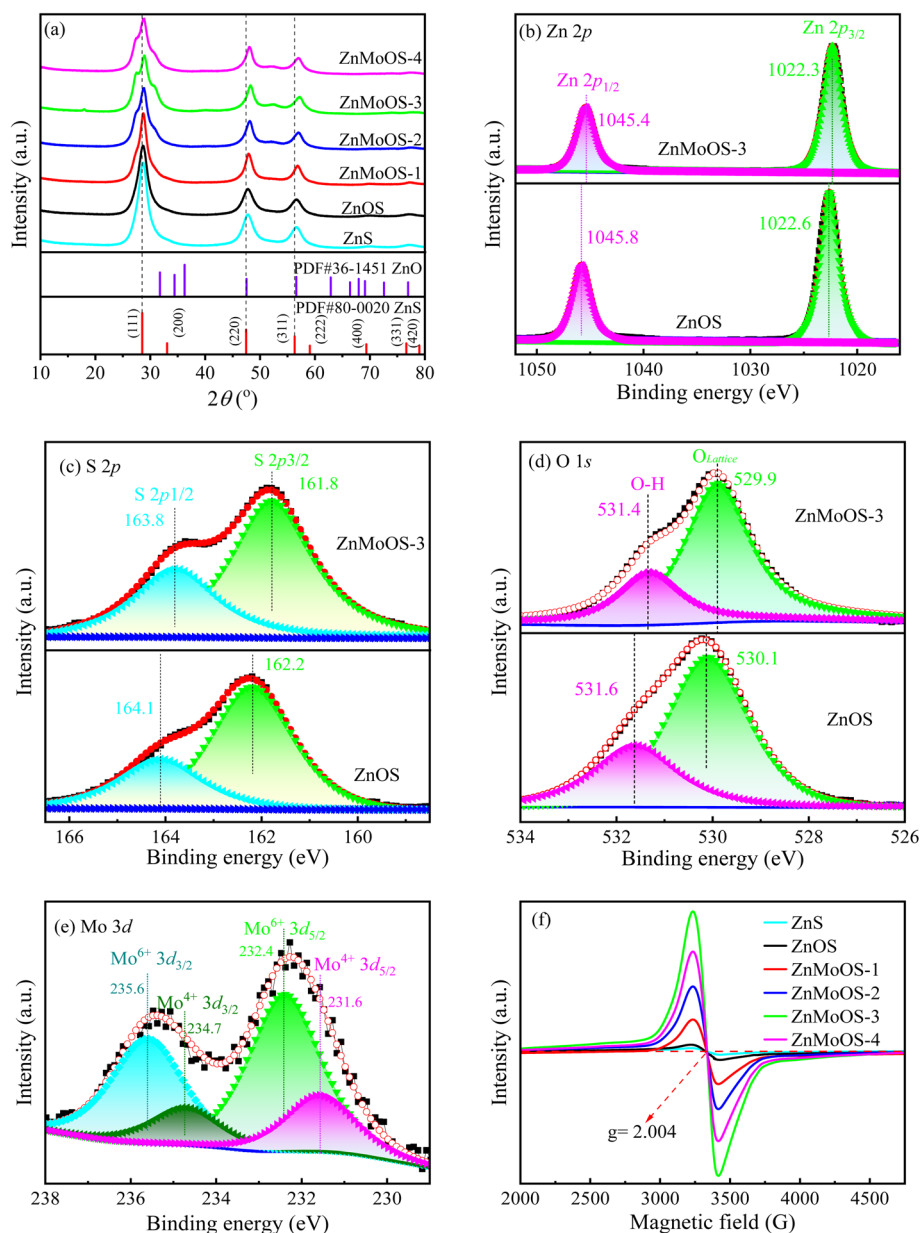 (a)
ZnMoOS-4
ZnMoOS-3
ZnMoOS-2
ZnMoOS-1
ZnOS
ZnS
PDF#36-1451 ZnO
PDF#80-0020 ZnS
(111)
(200)
(220)
(311)
(222)
(400)
(331)
(420)
10 20 30 40 50 60 70 80
2θ (°)
Intensity (a.u.)
(b) Zn 2p
Zn 2p3/2
1022.3
Zn 2p1/2
1045.4
ZnMoOS-3
1045.8
1022.6
ZnOS
1050 1040 1030 1020
Binding energy (eV)
Intensity (a.u.)
(c) S 2p
S 2p3/2
161.8
S 2p1/2
163.8
ZnMoOS-3
162.2
164.1
ZnOS
166 164 162 160
Binding energy (eV)
Intensity (a.u.)
(d) O 1s
OLattice
529.9
O-H
531.4
ZnMoOS-3
530.1
531.6
ZnOS
534 532 530 528 526
Binding energy (eV)
Intensity (a.u.)
(e) Mo 3d
Mo6+ 3d5/2
232.4
Mo6+ 3d3/2
235.6
Mo4+ 3d5/2
231.6
Mo4+ 3d3/2
234.7
238 236 234 232 230
Binding energy (eV)
Intensity (a.u.)
(f)
ZnS
ZnOS
ZnMoOS-1
ZnMoOS-2
ZnMoOS-3
ZnMoOS-4
g= 2.004
2000 2500 3000 3500 4000 4500
Magnetic field (G)
Intensity (a.u.)